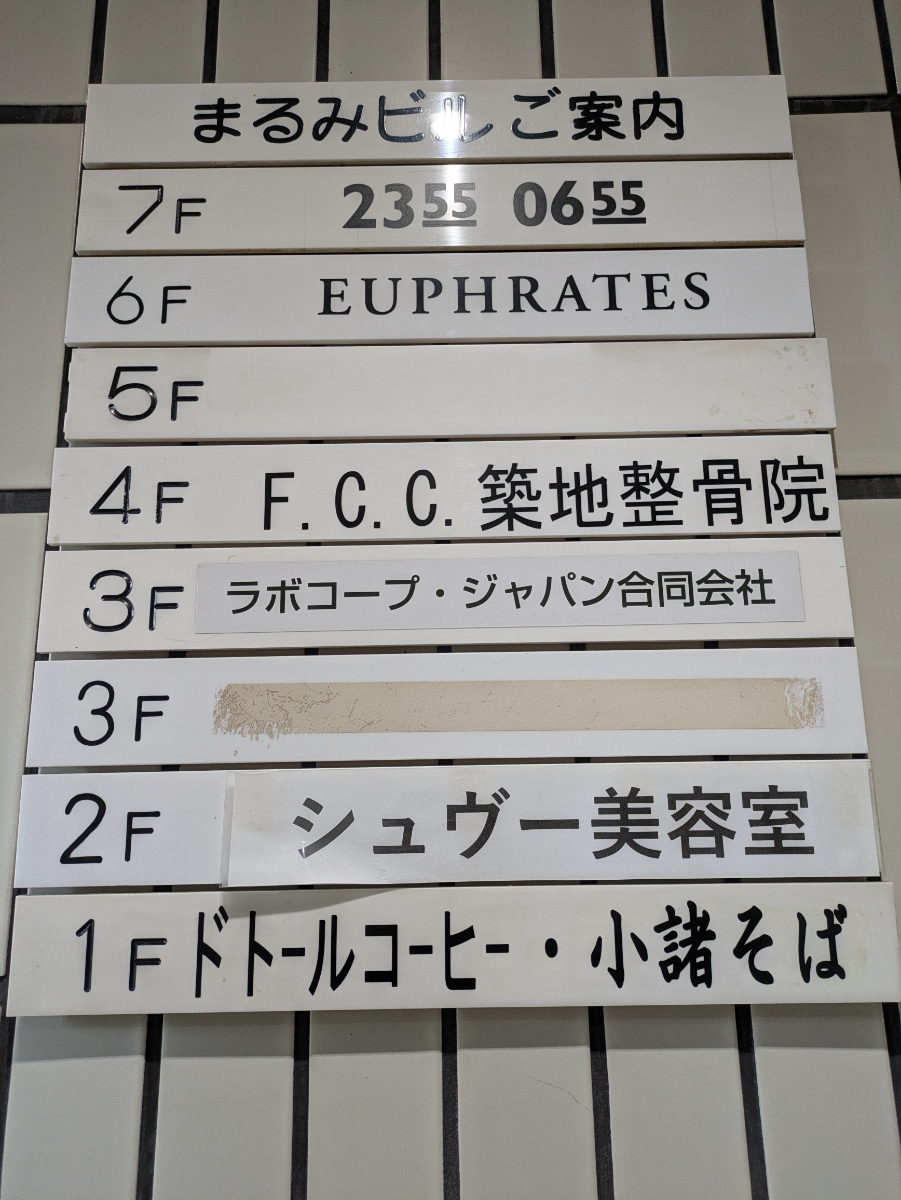 まるみビル ご案内
7F 2355 0655
6F EUPHRATES
5F
4F F.C.C.築地整骨院
3F ラボコープ・ジャパン合同会社
3F
2F シュヴー美容室
1F ドトールコーヒー・小諸そば